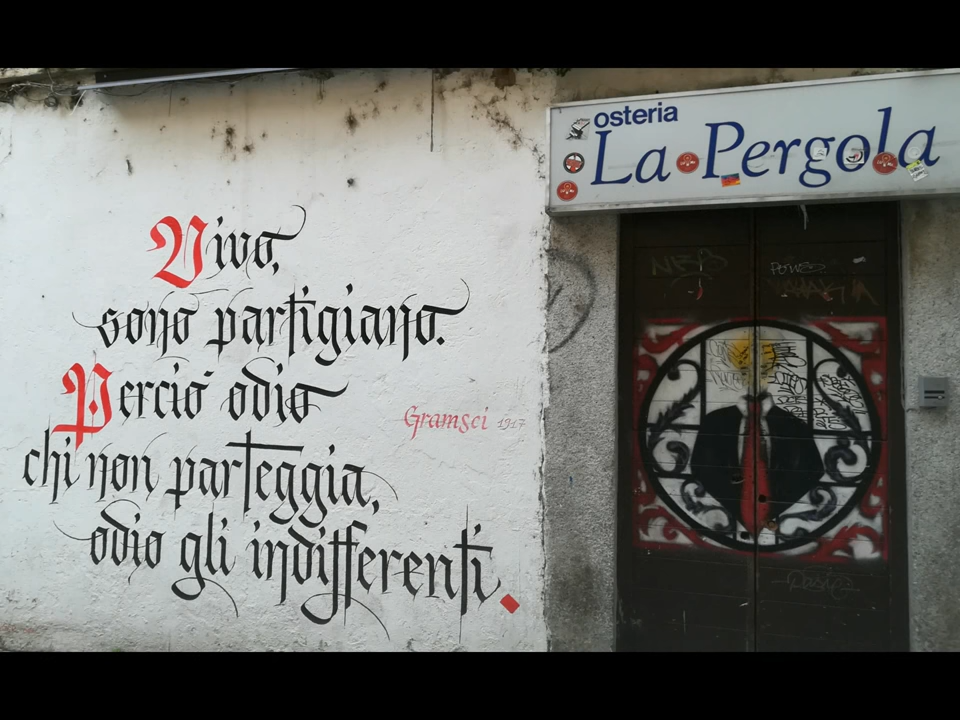 Vivo,
sono partigiano.
Perciò odio
chi non parteggia,
odio gli indifferenti.
Gramsci 1917
osteria
La Pergola